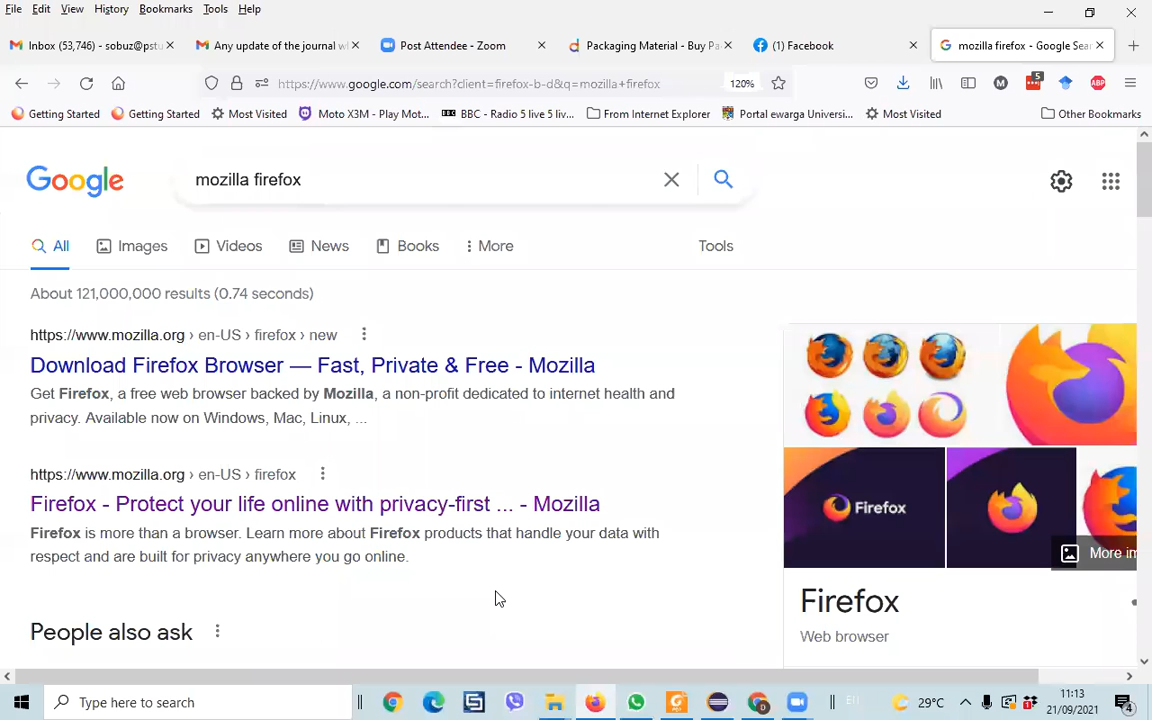 File Edit View History Bookmarks Tools Help
Inbox (53,746) - sobuz@pstu
Any update of the journal w
Post Attendee - Zoom
Packaging Material - Buy Pa
(1) Facebook
mozilla firefox - Google Sea
https://www.google.com/search?client=firefox-b-d&q=mozilla+firefox
120%
M
5
ABP
Getting Started
Getting Started
Most Visited
Moto X3M - Play Mot...
BBC BBC - Radio 5 live 5 liv...
From Internet Explorer
Portal ewarga Universi...
Most Visited
Other Bookmarks
Google
mozilla firefox
All Images Videos News Books More Tools
About 121,000,000 results (0.74 seconds)
https://www.mozilla.org › en-US › firefox › new
Download Firefox Browser — Fast, Private & Free - Mozilla
Get Firefox, a free web browser backed by Mozilla, a non-profit dedicated to internet health and
privacy. Available now on Windows, Mac, Linux, ...
https://www.mozilla.org › en-US › firefox
Firefox - Protect your life online with privacy-first ... - Mozilla
Firefox is more than a browser. Learn more about Firefox products that handle your data with
respect and are built for privacy anywhere you go online.
People also ask
Firefox
More im
Firefox
Web browser
Type here to search
29°C
11:13
21/09/2021
4